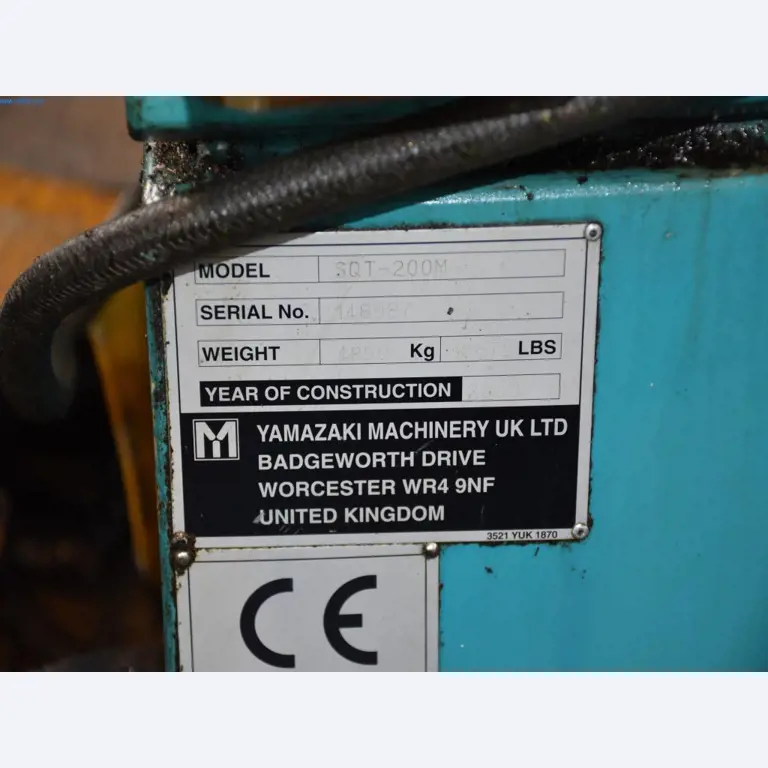 MODEL SQT-200M
SERIAL No.
WEIGHT Kg LBS
YEAR OF CONSTRUCTION
YAMAZAKI MACHINERY UK LTD
BADGEWORTH DRIVE
WORCESTER WR4 9NF
UNITED KINGDOM
3521 YUK 1870
CE